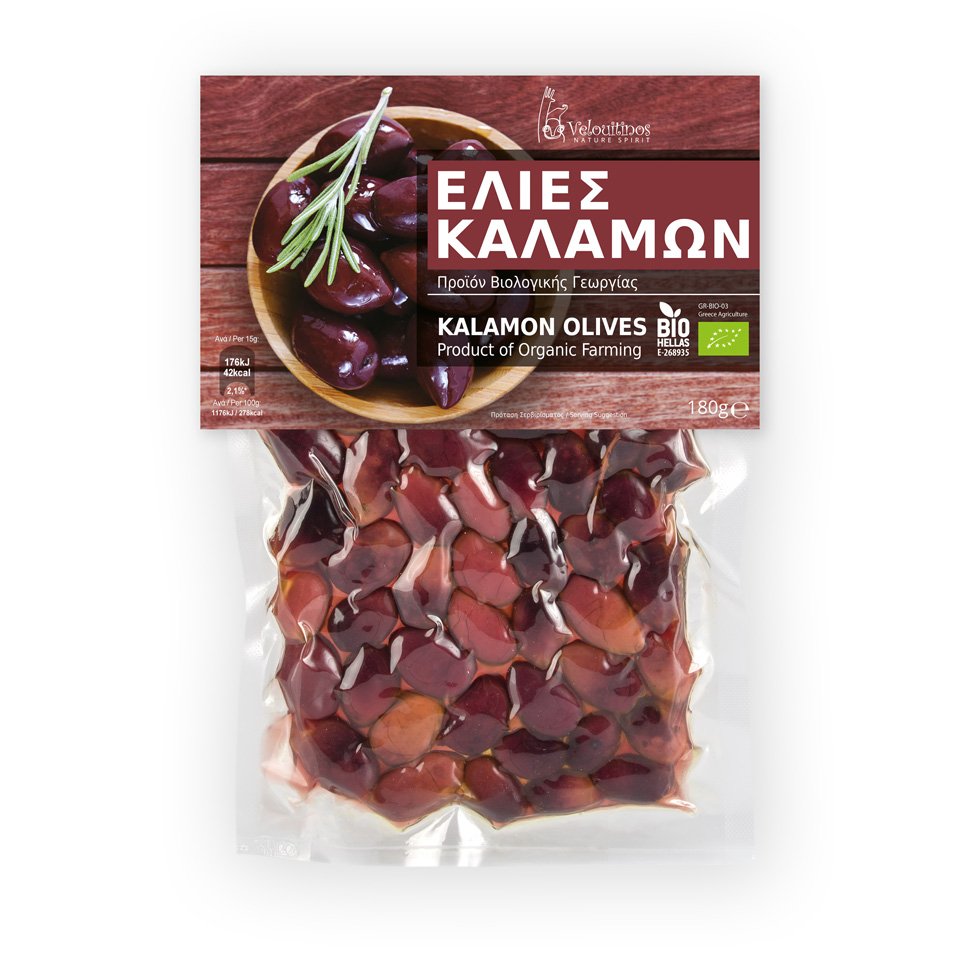 Velouitinos
NATURE SPIRIT
ΕΛΙΕΣ
ΚΑΛΑΜΩΝ
Προϊόν Βιολογικής Γεωργίας
KALAMON OLIVES
Product of Organic Farming
BIO
HELLAS
E-268935
GR-BIO-03
Greece Agriculture
Ανά / Per 15g:
176kJ
42kcal
2,1%*
Ανά / Per 100g
1176kJ / 278kcal
Πρόταση Σερβιρίσματος / Serving Suggestion
180g℮